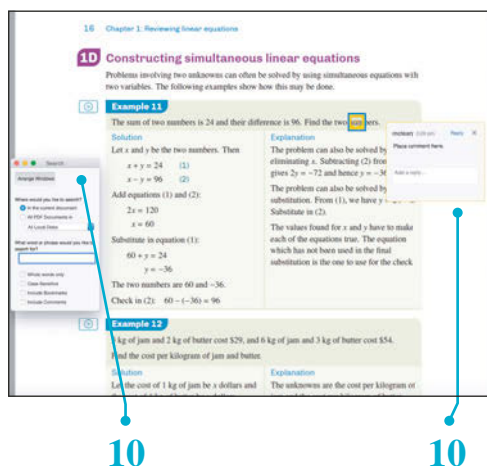 16 Chapter 1: Reviewing linear equations
1D Constructing simultaneous linear equations
Problems involving two unknowns can often be solved by using simultaneous equations with
two variables. The following examples show how this may be done.
Example 11
The sum of two numbers is 24 and their difference is 96. Find the two
Solution
Let x and y be the two numbers. Then
x + y = 24 (1)
x − y = 96 (2)
Add equations (1) and (2):
2x = 120
x = 60
Substitute in equation (1):
60 + y = 24
y = −36
The two numbers are 60 and −36.
Check in (2): 60 − (−36) = 96
Explanation
The problem can also be solved by
eliminating x. Subtracting (2) from
gives 2y = −72 and hence y = −36
The problem can also be solved by
substitution. From (1), we have y =
Substitute in (2).
The values found for x and y have to make
each of the equations true. The equation
which has not been used in the final
substitution is the one to use for the check
Reply
Place comment here.
Add a reply...
Search
Arrange Windows
Where would you like to search?
In the current document
All PDF Documents in
All Local Disks
What word or phrase would you like to
search for?
Whole words only
Case-Sensitive
Include Bookmarks
Include Comments
Example 12
kg of jam and 2 kg of butter cost $29, and 6 kg of jam and 3 kg of butter cost $54.
Find the cost per kilogram of jam and butter.
Solution
Let the cost of 1 kg of jam be x dollars and
Explanation
The unknowns are the cost per kilogram of
10
10